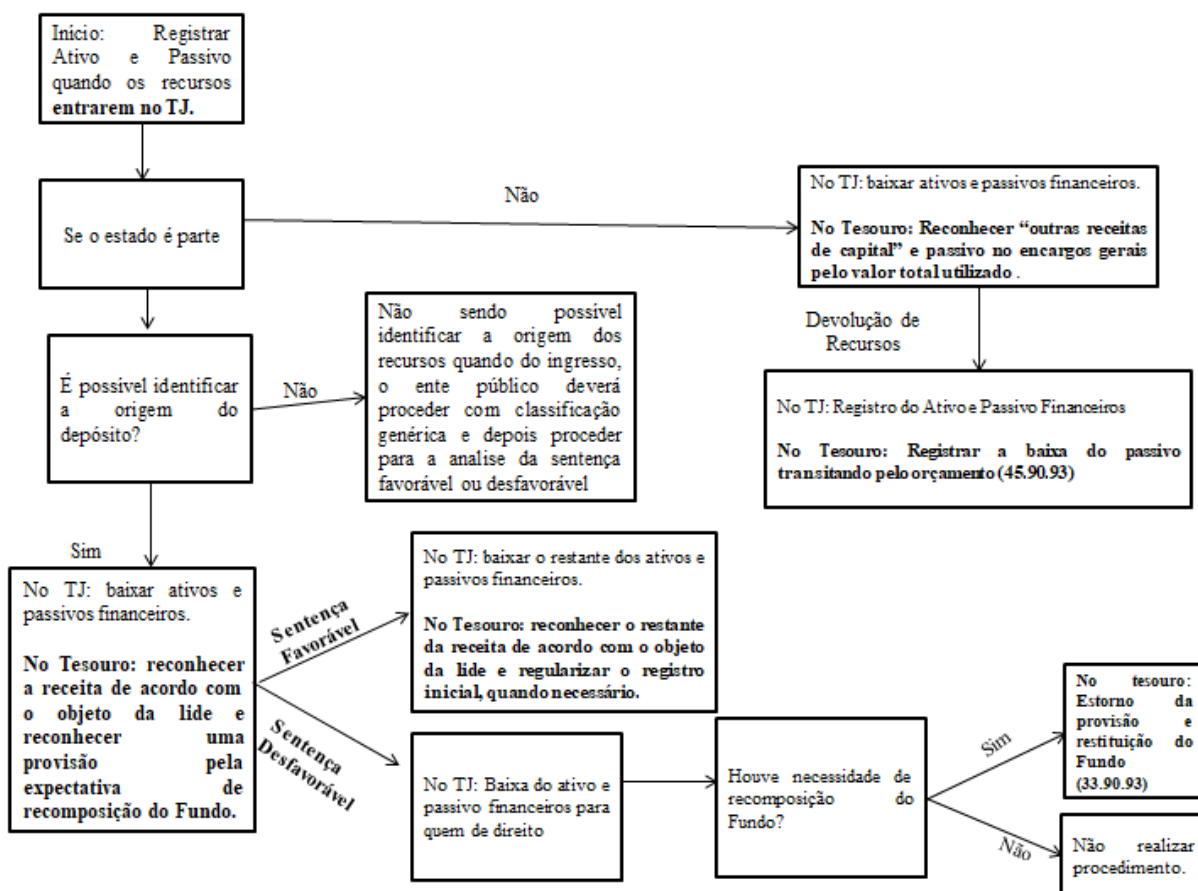 Início: Registrar
Ativo e Passivo
quando os recursos
entrarem no TJ.
Se o estado é parte
Não
No TJ: baixar ativos e passivos financeiros.
No Tesouro: Reconhecer “outras receitas
de capital” e passivo no encargos gerais
pelo valor total utilizado .
Devolução de
Recursos
No TJ: Registro do Ativo e Passivo Financeiros
No Tesouro: Registrar a baixa do passivo
transitando pelo orçamento (45.90.93)
É possível identificar
a origem do
depósito?
Não
Não sendo possível
identificar a origem dos
recursos quando do ingresso,
o ente público deverá
proceder com classificação
genérica e depois proceder
para a analise da sentença
favorável ou desfavorável
Sim
No TJ: baixar ativos e
passivos financeiros.
No Tesouro: reconhecer
a receita de acordo com
o objeto da lide e
reconhecer uma
provisão pela
expectativa de
recomposição do Fundo.
Sentença
Favorável
No TJ: baixar o restante dos ativos e
passivos financeiros.
No Tesouro: reconhecer o restante
da receita de acordo com o objeto
da lide e regularizar o registro
inicial, quando necessário.
Sentença
Desfavorável
No TJ: Baixa do ativo e
passivo financeiros para
quem de direito
Houve necessidade de
recomposição do
Fundo?
Sim
No tesouro:
Estorno da
provisão e
restituição do
Fundo
(33.90.93)
Não
Não realizar
procedimento.